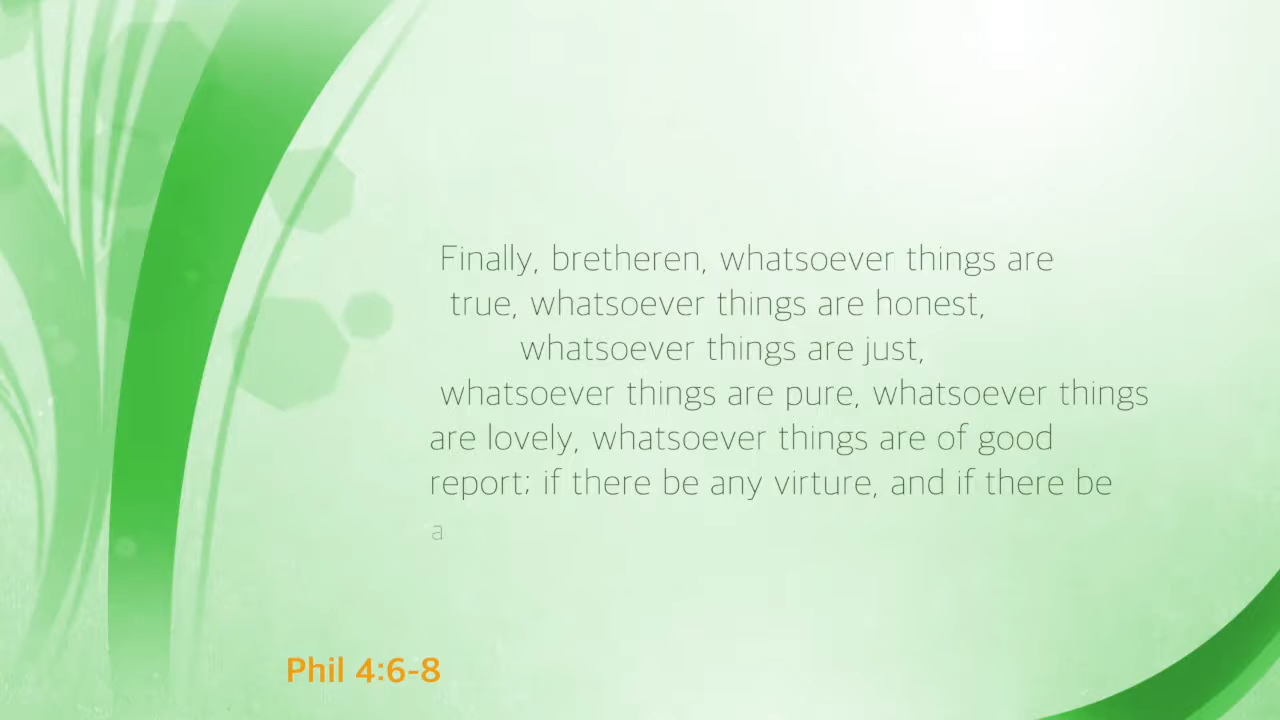 Finally, bretheren, whatsoever things are
true, whatsoever things are honest,
whatsoever things are just,
whatsoever things are pure, whatsoever things
are lovely, whatsoever things are of good
report; if there be any virture, and if there be
a
Phil 4:6-8